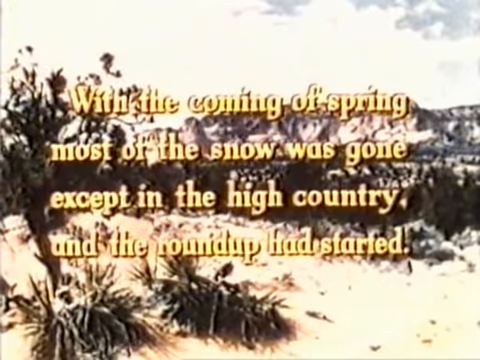 With the coming of spring
most of the snow was gone
except in the high country,
and the roundup had started.